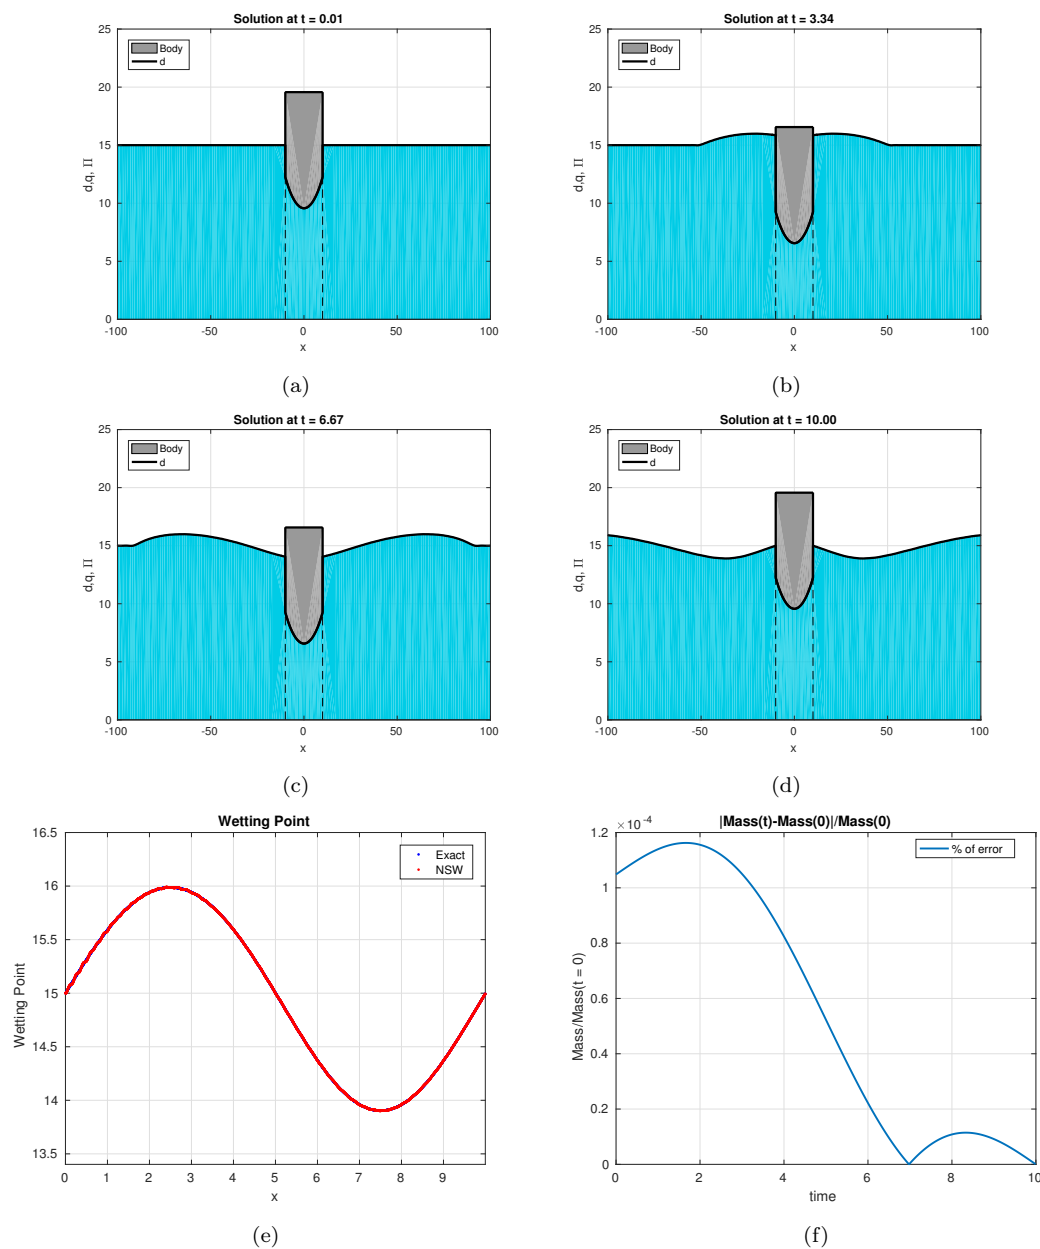 Solution at t = 0.01
Body
d
d,q, Π
25
20
15
10
5
0
-100
-50
0
50
100
x
(a)
Solution at t = 3.34
Body
d
d,q, Π
25
20
15
10
5
0
-100
-50
0
50
100
x
(b)
Solution at t = 6.67
Body
d
d,q, Π
25
20
15
10
5
0
-100
-50
0
50
100
x
(c)
Solution at t = 10.00
Body
d
d,q, Π
25
20
15
10
5
0
-100
-50
0
50
100
x
(d)
Wetting Point
Exact
NSW
Wetting Point
16.5
16
15.5
15
14.5
14
13.5
0 1 2 3 4 5 6 7 8 9
x
(e)
|Mass(t)-Mass(0)|/Mass(0)
×10⁻⁴
% of error
Mass/Mass(t = 0)
1.2
1
0.8
0.6
0.4
0.2
0
0 2 4 6 8 10
time
(f)